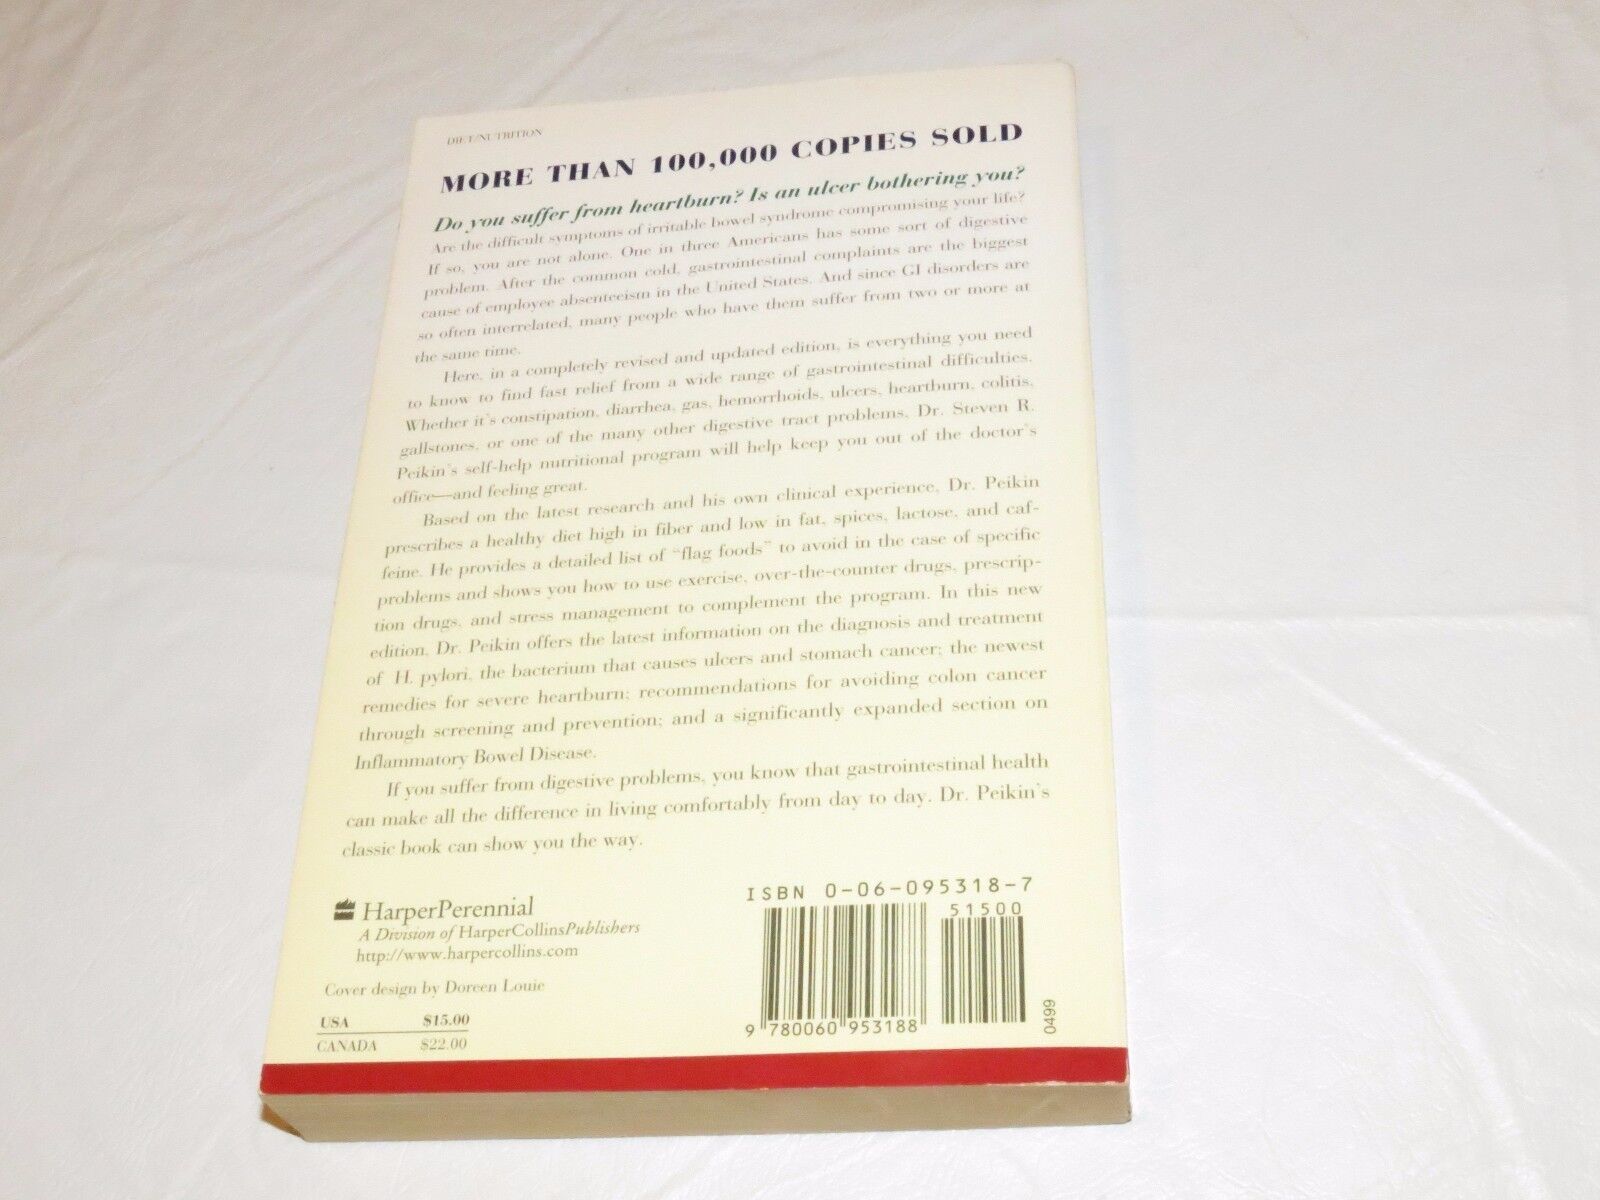 DIET/NUTRITION
MORE THAN 100,000 COPIES SOLD
Do you suffer from heartburn? Is an ulcer bothering you?
Are the difficult symptoms of irritable bowel syndrome compromising your life?
If so, you are not alone. One in three Americans has some sort of digestive
problem. After the common cold, gastrointestinal complaints are the biggest
cause of employee absenteeism in the United States. And since GI disorders are
so often interrelated, many people who have them suffer from two or more at
the same time.
Here, in a completely revised and updated edition, is everything you need
to know to find fast relief from a wide range of gastrointestinal difficulties.
Whether it's constipation, diarrhea, gas, hemorrhoids, ulcers, heartburn, colitis,
gallstones, or one of the many other digestive tract problems, Dr. Steven R.
Peikin's self-help nutritional program will help keep you out of the doctor's
office—and feeling great.
Based on the latest research and his own clinical experience, Dr. Peikin
prescribes a healthy diet high in fiber and low in fat, spices, lactose, and caf-
feine. He provides a detailed list of "flag foods" to avoid in the case of specific
problems and shows you how to use exercise, over-the-counter drugs, prescrip-
tion drugs, and stress management to complement the program. In this new
edition, Dr. Peikin offers the latest information on the diagnosis and treatment
of H. pylori, the bacterium that causes ulcers and stomach cancer; the newest
remedies for severe heartburn; recommendations for avoiding colon cancer
through screening and prevention; and a significantly expanded section on
Inflammatory Bowel Disease.
If you suffer from digestive problems, you know that gastrointestinal health
can make all the difference in living comfortably from day to day. Dr. Peikin's
classic book can show you the way.
HarperPerennial
A Division of HarperCollinsPublishers
http://www.harpercollins.com
Cover design by Doreen Louie
USA $15.00
CANADA $22.00
ISBN 0-06-095318-7
51500
9 780060 953188
0499